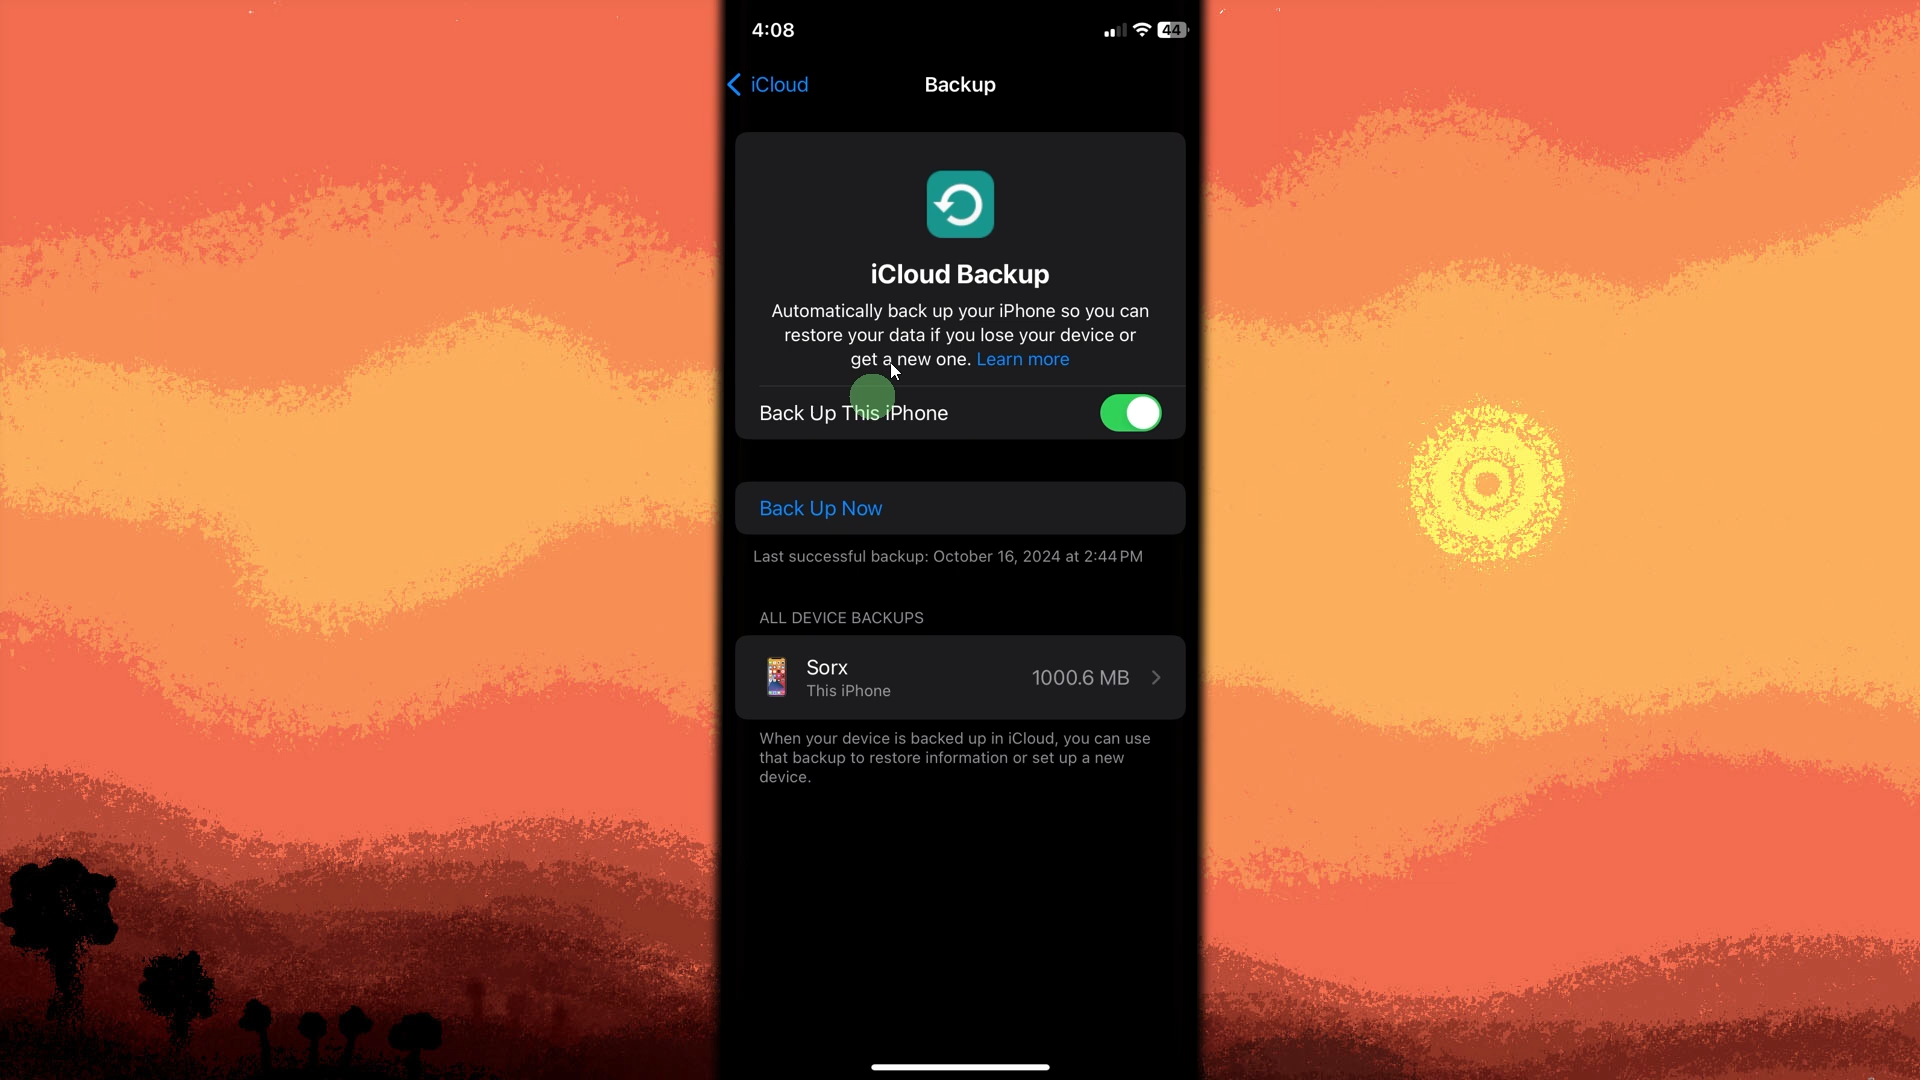 4:08
44
iCloud
Backup
iCloud Backup
Automatically back up your iPhone so you can
restore your data if you lose your device or
get a new one. Learn more
Back Up This iPhone
Back Up Now
Last successful backup: October 16, 2024 at 2:44 PM
ALL DEVICE BACKUPS
Sorx
1000.6 MB
This iPhone
When your device is backed up in iCloud, you can use
that backup to restore information or set up a new
device.